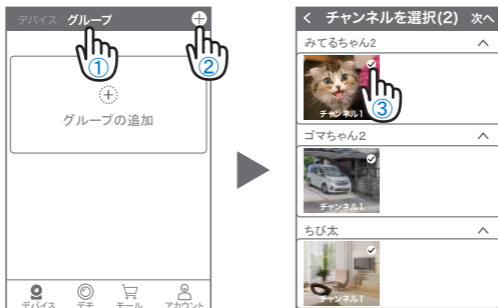 デバイス グループ
①
②
グループの追加
デバイス デモ モール アカウント
< チャンネルを選択(2) 次へ
みてるちゃん2
チャンネル1
③
ゴマちゃん2
チャンネル1
ちび太
チャンネル1